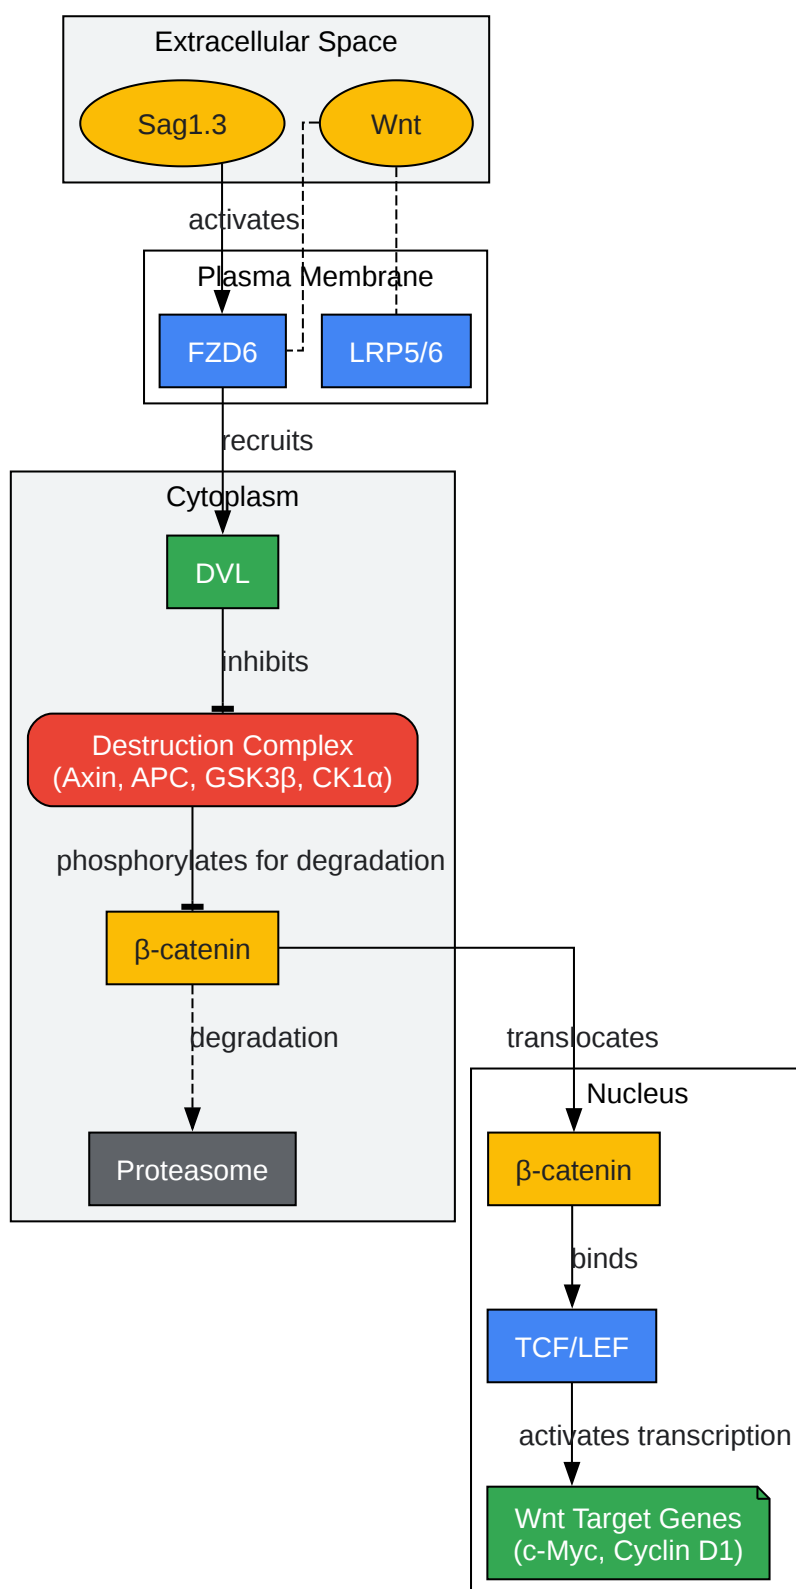 Extracellular Space
Sag1.3
Wnt
activates
Plasma Membrane
FZD6
LRP5/6
recruits
Cytoplasm
DVL
inhibits
Destruction Complex
(Axin, APC, GSK3β, CK1α)
phosphorylates for degradation
β-catenin
degradation
translocates
Nucleus
Proteasome
β-catenin
binds
TCF/LEF
activates transcription
Wnt Target Genes
(c-Myc, Cyclin D1)